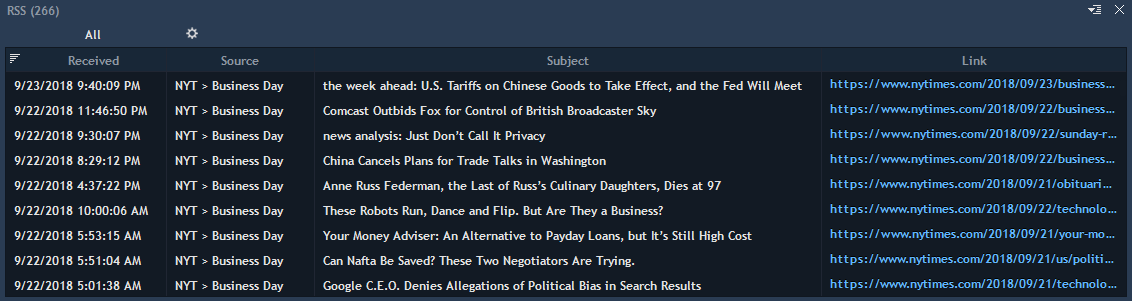 RSS (266)
All
Received Source Subject Link
9/23/2018 9:40:09 PM NYT > Business Day the week ahead: U.S. Tariffs on Chinese Goods to Take Effect, and the Fed Will Meet https://www.nytimes.com/2018/09/23/business...
9/22/2018 11:46:50 PM NYT > Business Day Comcast Outbids Fox for Control of British Broadcaster Sky https://www.nytimes.com/2018/09/22/business...
9/22/2018 9:30:07 PM NYT > Business Day news analysis: Just Don’t Call It Privacy https://www.nytimes.com/2018/09/22/sunday-r...
9/22/2018 8:29:12 PM NYT > Business Day China Cancels Plans for Trade Talks in Washington https://www.nytimes.com/2018/09/22/business...
9/22/2018 4:37:22 PM NYT > Business Day Anne Russ Federman, the Last of Russ’s Culinary Daughters, Dies at 97 https://www.nytimes.com/2018/09/21/obituari...
9/22/2018 10:00:06 AM NYT > Business Day These Robots Run, Dance and Flip. But Are They a Business? https://www.nytimes.com/2018/09/22/technolo...
9/22/2018 5:53:15 AM NYT > Business Day Your Money Adviser: An Alternative to Payday Loans, but It’s Still High Cost https://www.nytimes.com/2018/09/21/your-mo...
9/22/2018 5:51:04 AM NYT > Business Day Can Nafta Be Saved? These Two Negotiators Are Trying. https://www.nytimes.com/2018/09/21/us/politi...
9/22/2018 5:01:38 AM NYT > Business Day Google C.E.O. Denies Allegations of Political Bias in Search Results https://www.nytimes.com/2018/09/21/technolo...